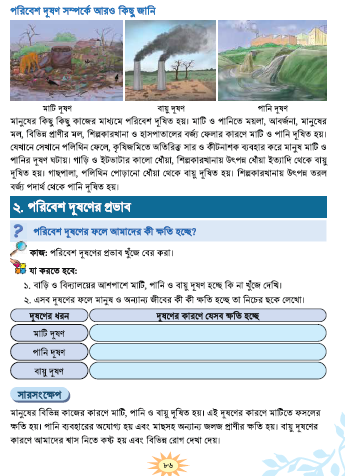 পরিবেশ দূষণ সম্পর্কে আরও কিছু জানি
মাটি দূষণ
বায়ু দূষণ
পানি দূষণ
মানুষের কিছু কিছু কাজের মাধ্যমে পরিবেশ দূষিত হয়। মাটি ও পানিতে ময়লা, আবর্জনা, মানুষের
মল, বিভিন্ন প্রাণীর মল, শিল্পকারখানা ও হাসপাতালের বর্জ্য ফেলার কারণে মাটি ও পানি দূষিত হয়।
যেখানে সেখানে পলিথিন ফেলে, কৃষিজমিতে অতিরিক্ত সার ও কীটনাশক ব্যবহার করে মানুষ মাটি ও
পানির দূষণ ঘটায়। গাড়ি ও ইটভাটার কালো ধোঁয়া, শিল্পকারখানায় উৎপন্ন ধোঁয়া ইত্যাদি থেকে বায়ু
দূষিত হয়। গাছপালা, পলিথিন পোড়ানো ধোঁয়া থেকে বায়ু দূষিত হয়। শিল্পকারখানায় উৎপন্ন তরল
বর্জ্য পদার্থ থেকে পানি দূষিত হয়।
২. পরিবেশ দূষণের প্রভাব
? পরিবেশ দূষণের ফলে আমাদের কী ক্ষতি হচ্ছে?
কাজ: পরিবেশ দূষণের প্রভাব খুঁজে বের করা।
যা করতে হবে:
১. বাড়ি ও বিদ্যালয়ের আশপাশে মাটি, পানি ও বায়ু দূষণ হচ্ছে কি না খুঁজে দেখি।
২. এসব দূষণের ফলে মানুষ ও অন্যান্য জীবের কী কী ক্ষতি হচ্ছে তা নিচের ছকে লেখো।
দূষণের ধরন
দূষণের কারণে যেসব ক্ষতি হচ্ছে
মাটি দূষণ
পানি দূষণ
বায়ু দূষণ
সারসংক্ষেপ
মানুষের বিভিন্ন কাজের কারণে মাটি, পানি ও বায়ু দূষিত হয়। এই দূষণের কারণে মাটিতে ফসলের
ক্ষতি হয়। পানি ব্যবহারের অযোগ্য হয় এবং মাছসহ অন্যান্য জলজ প্রাণীর ক্ষতি হয়। বায়ু দূষণের
কারণে আমাদের শ্বাস নিতে কষ্ট হয় এবং বিভিন্ন রোগ দেখা দেয়।
৮৬